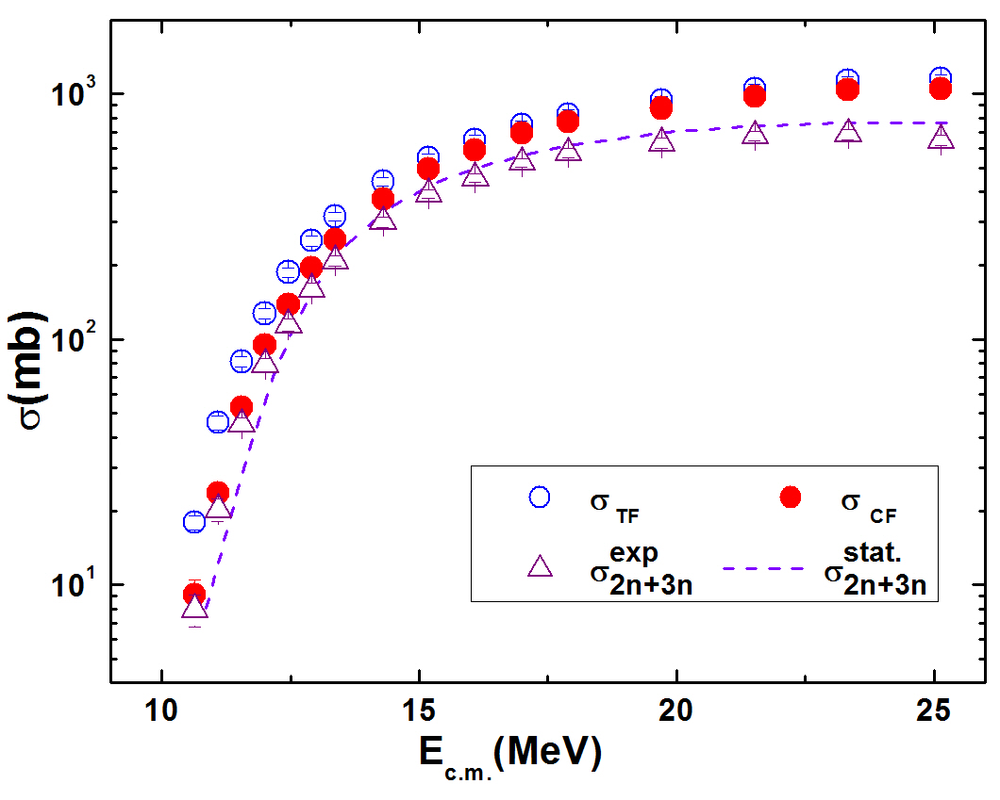 10³
10²
10¹
σ(mb)
σ TF
σ CF
σ exp 2n+3n
σ stat. 2n+3n
10 15 20 25
E c.m. (MeV)